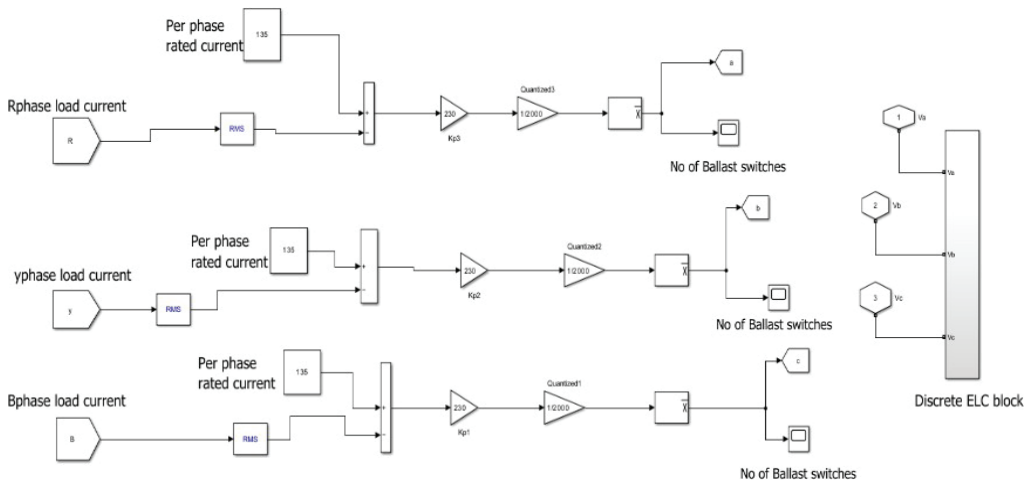 Per phase
rated current
135
Rphase load current
R
RMS
+
−
230
Kp3
Quantized3
1/2000
x
a
No of Ballast switches
1
Va
Va
2
Vb
Vb
3
Vc
Vc
Discrete ELC block
Per phase
rated current
135
yphase load current
y
RMS
+
−
230
Kp2
Quantized2
1/2000
x
b
No of Ballast switches
Per phase
rated current
135
Bphase load current
B
RMS
+
−
230
Kp1
Quantized1
1/2000
x
c
No of Ballast switches